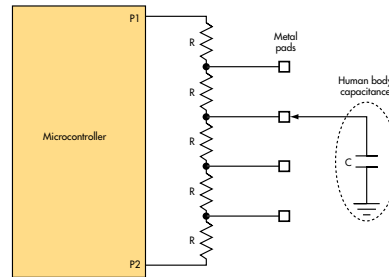 P1
R
Metal
pads
R
Human body
capacitance
R
Microcontroller
C
R
R
P2